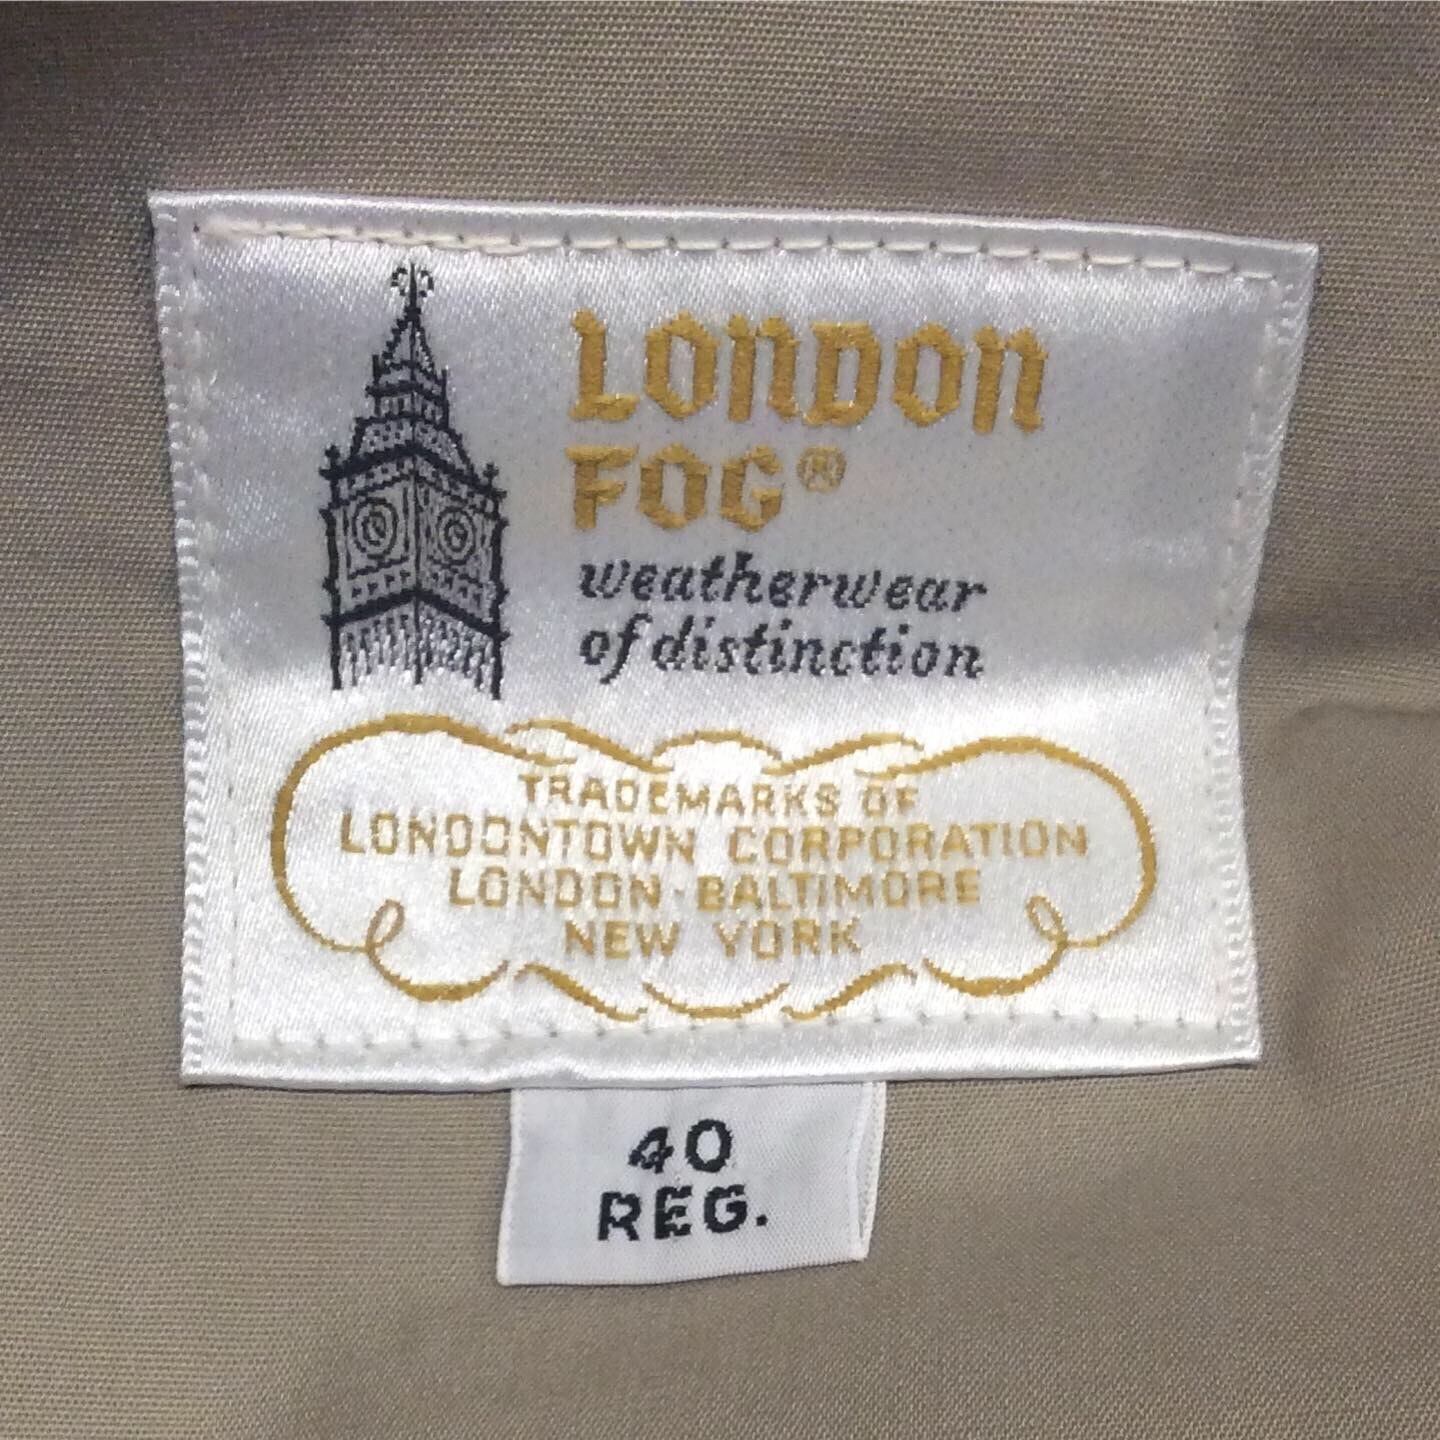 LONDON
FOG®
weatherwear
of distinction
TRADEMARKS OF
LONDONTOWN CORPORATION
LONDON·BALTIMORE
NEW YORK
40
REG.